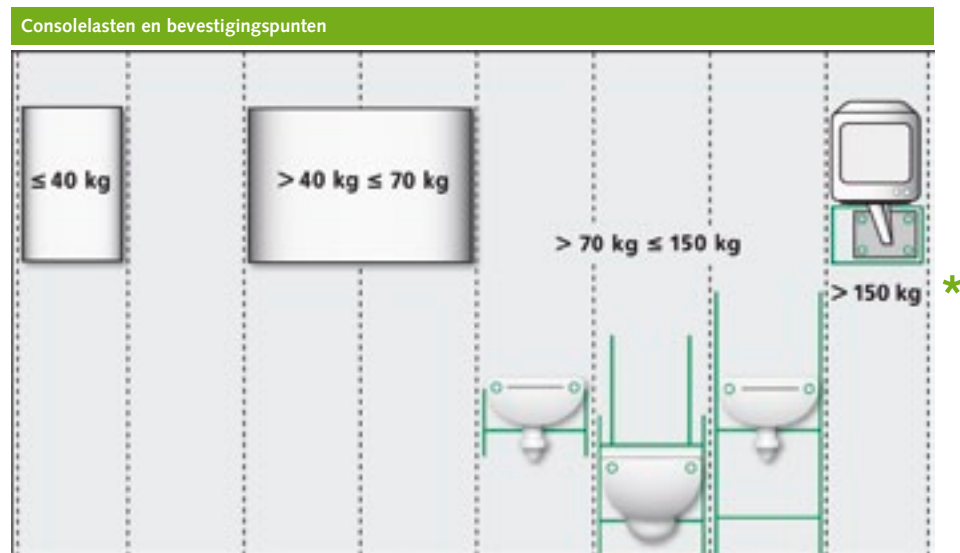 Consolelasten en bevestigingspunten
≤ 40 kg
> 40 kg ≤ 70 kg
> 70 kg ≤ 150 kg
> 150 kg *